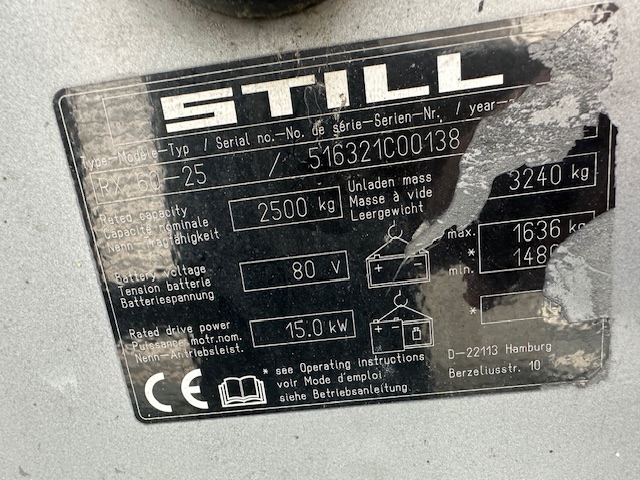 STILL
Type-Modèle-Typ / Serial no.-No. de série-Serien-Nr. / year-
RX 60-25 / 516321C00138
Rated capacity
Capacité nominale
Nenn-Tragfähigkeit
2500 kg
Unladen mass
Masse à vide
Leergewicht
3240 kg
Battery voltage
Tension batterie
Batteriespannung
80 V
max. 1636 kg
*
min.
Rated drive power
Puissance motr.nom.
Nenn-Antriebsleist.
15.0 kW
*
* see Operating instructions
voir Mode d'emploi
siehe Betriebsanleitung.
D-22113 Hamburg
Berzeliusstr. 10
CE